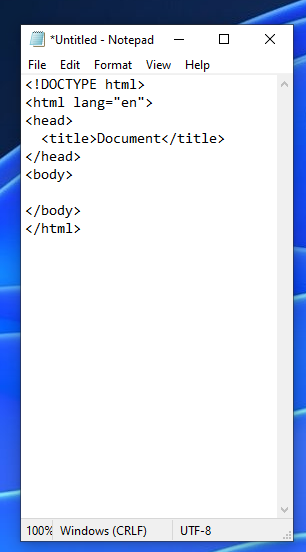 *Untitled - Notepad
File Edit Format View Help
<!DOCTYPE html>
<html lang="en">
<head>
  <title>Document</title>
</head>
<body>

</body>
</html>
100% Windows (CRLF) UTF-8